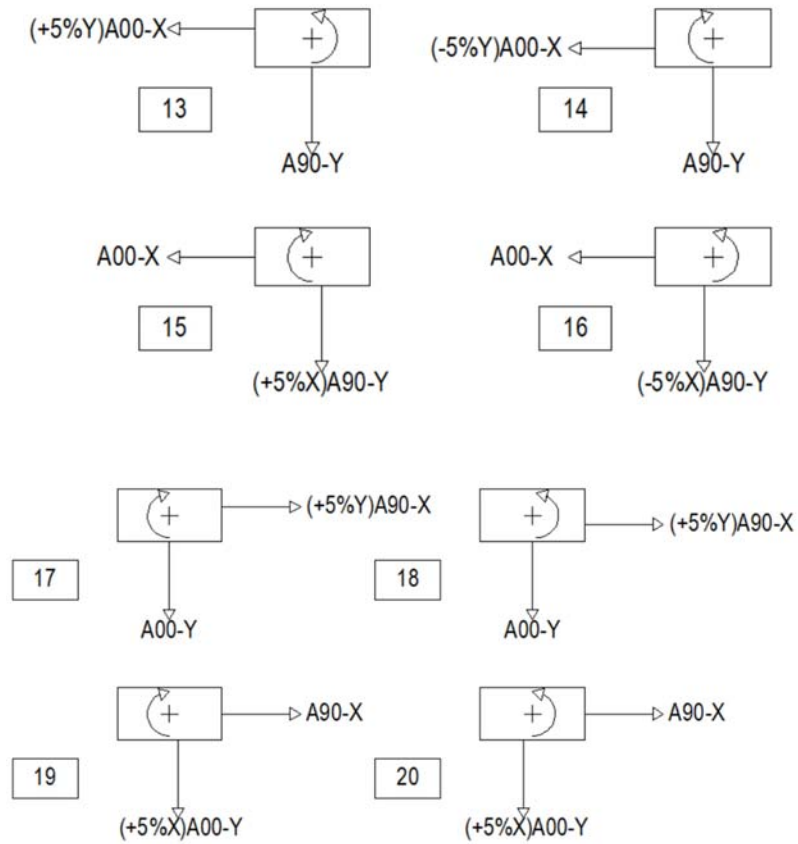 (+5%Y)A00-X
(-5%Y)A00-X
13
14
A90-Y
A90-Y
A00-X
A00-X
15
16
(+5%X)A90-Y
(-5%X)A90-Y
(+5%Y)A90-X
(+5%Y)A90-X
17
18
A00-Y
A00-Y
A90-X
A90-X
19
20
(+5%X)A00-Y
(+5%X)A00-Y